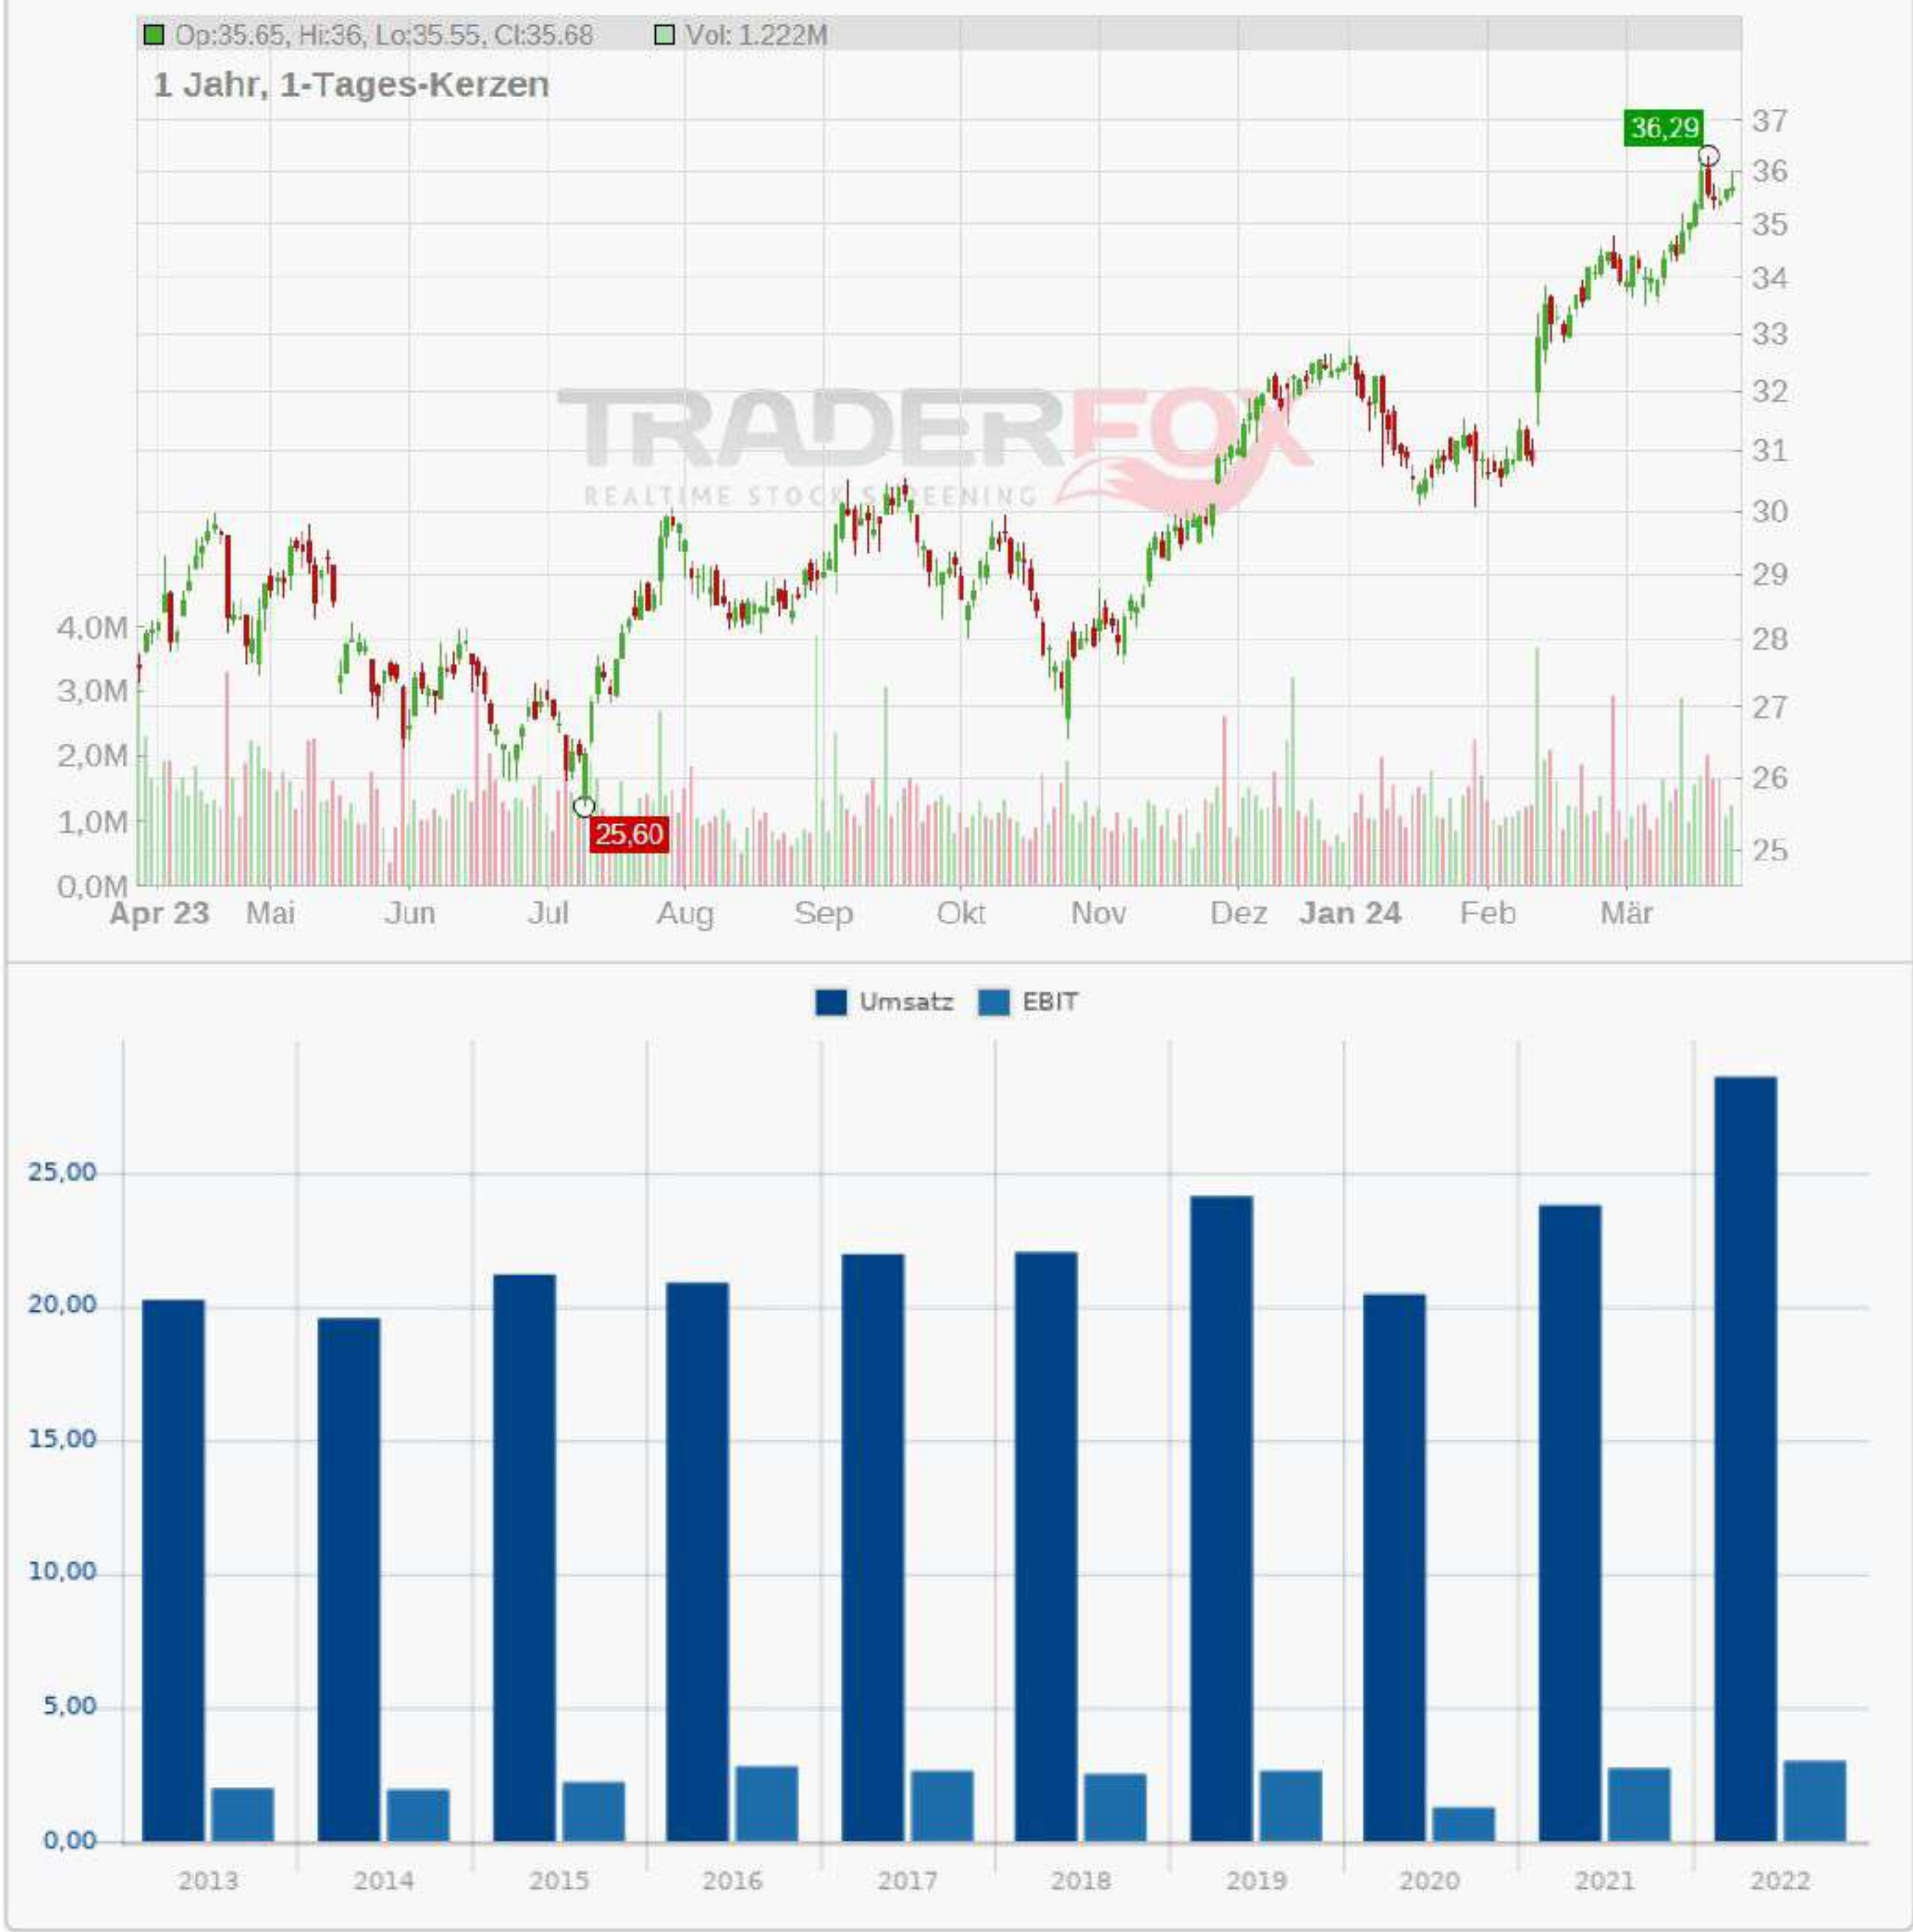 Op:35.65, Hi:36, Lo:35.55, Cl:35.68 Vol: 1.222M
1 Jahr, 1-Tages-Kerzen
37
36,29
36
35
34
33
32
TRADERFOX
31
REALTIME STOCK SCREENING
30
29
4,0M
28
3,0M
27
2,0M
26
1,0M
25,60
25
0,0M
Apr 23 Mai Jun Jul Aug Sep Okt Nov Dez Jan 24 Feb Mär
Umsatz EBIT
25,00
20,00
15,00
10,00
5,00
0,00
2013 2014 2015 2016 2017 2018 2019 2020 2021 2022